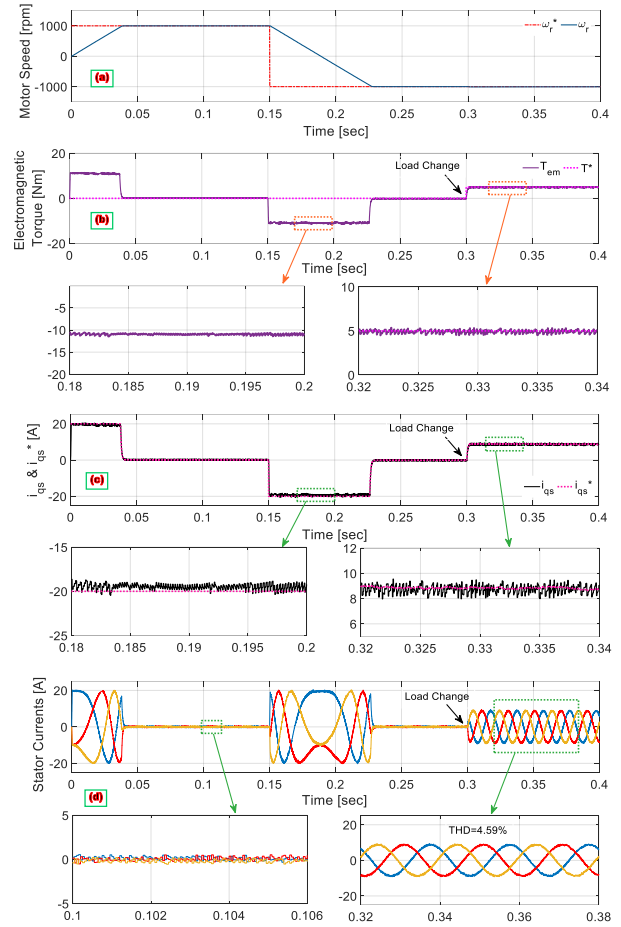 Motor Speed [rpm]
1000
0
-1000
ω_r* ω_r
(a)
0 0.05 0.1 0.15 0.2 0.25 0.3 0.35 0.4
Time [sec]
Electromagnetic
Torque [Nm]
20
0
-20
Load Change
T_em T*
(b)
0 0.05 0.1 0.15 0.2 0.25 0.3 0.35 0.4
Time [sec]
-5
-10
-15
-20
0.18 0.185 0.19 0.195 0.2
10
5
0
0.32 0.325 0.33 0.335 0.34
i_qs & i_qs* [A]
20
0
-20
Load Change
i_qs i_qs*
(c)
0 0.05 0.1 0.15 0.2 0.25 0.3 0.35 0.4
Time [sec]
-15
-20
-25
0.18 0.185 0.19 0.195 0.2
12
10
8
6
0.32 0.325 0.33 0.335 0.34
Stator Currents [A]
20
0
-20
Load Change
0 0.05 0.1 0.15 0.2 0.25 0.3 0.35 0.4
Time [sec]
(d)
5
0
-5
0.1 0.102 0.104 0.106
THD=4.59%
20
0
-20
0.32 0.34 0.36 0.38